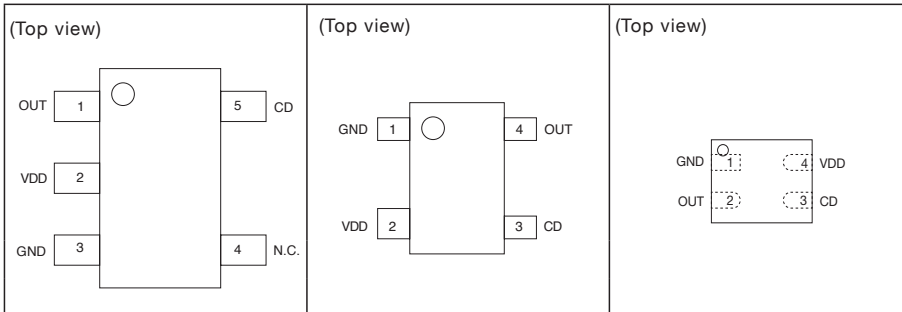 (Top view)
OUT 1 5 CD
VDD 2
GND 3 4 N.C.
(Top view)
GND 1 4 OUT
VDD 2 3 CD
(Top view)
GND 1 4 VDD
OUT 2 3 CD